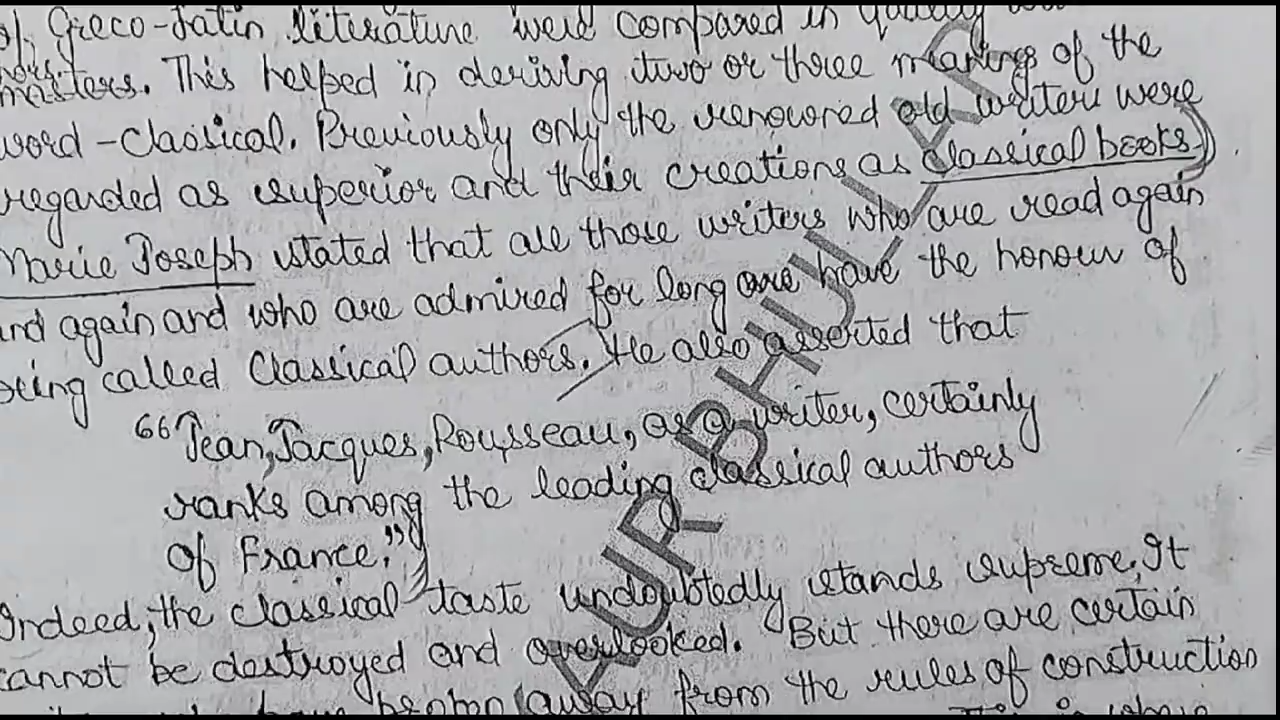 of, Greco-Latin literature were compared in quality
masters. This helped in deriving two or three meanings of the
word - Classical. Previously only the renowored old writers were
regarded as superior and their creations as classical books.
Marie Joseph stated that all those writers who are read again
and again and who are admired for long are have the honour of
being called Classical authors. He also asserted that
"Jean, Jacques, Rousseau, as a writer, certainly
ranks among the leading classical authors
of France."
Indeed, the classical taste undoubtedly stands supreme. It
cannot be destroyed and overlooked. But there are certain
have broken away from the rules of construction
AUR BHULLAR